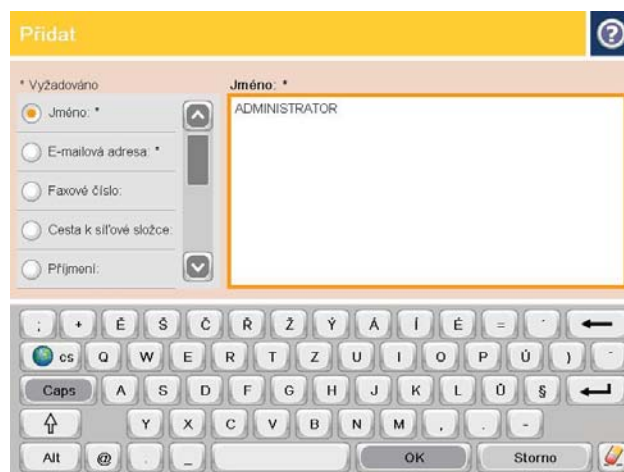 Přidat
?
* Vyžadováno
Jméno: *
Jméno: *
ADMINISTRATOR
E-mailová adresa: *
Faxové číslo:
Cesta k síťové složce:
Příjmení:
; + Ě Š Č Ř Ž Ý Á Í É = ´
cs Q W E R T Z U I O P Ú )
Caps A S D F G H J K L Ů §
Y X C V B N M , . -
Alt @ . _ OK Storno